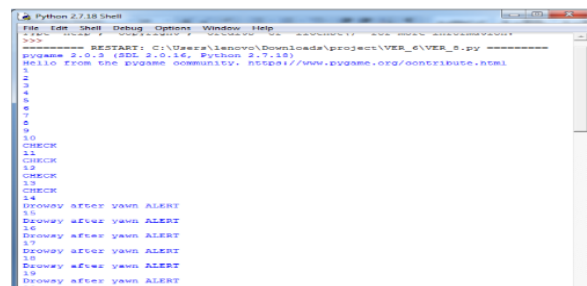 Python 2.7.18 Shell
File Edit Shell Debug Options Window Help
>>>
========= RESTART: C:\Users\lenovo\Downloads\project\VER_6\VER_8.py =========
pygame 2.0.3 (SDL 2.0.16, Python 2.7.18)
Hello from the pygame community. https://www.pygame.org/contribute.html
1
2
3
4
5
6
7
8
9
10
CHECK
11
CHECK
12
CHECK
13
CHECK
14
Drowsy after yawn ALERT
15
Drowsy after yawn ALERT
16
Drowsy after yawn ALERT
17
Drowsy after yawn ALERT
18
Drowsy after yawn ALERT
19
Drowsy after yawn ALERT